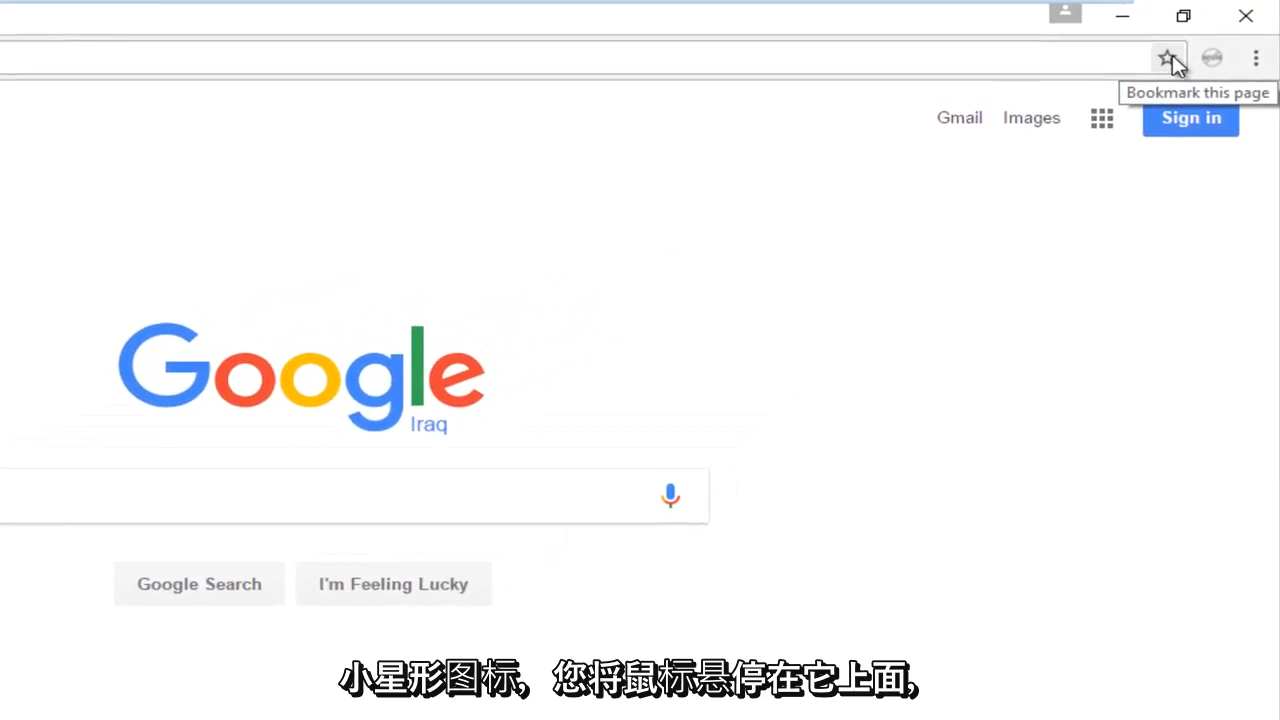 Bookmark this page
Gmail Images Sign in
Google
Iraq
Google Search I'm Feeling Lucky
小星形图标，您将鼠标悬停在它上面，